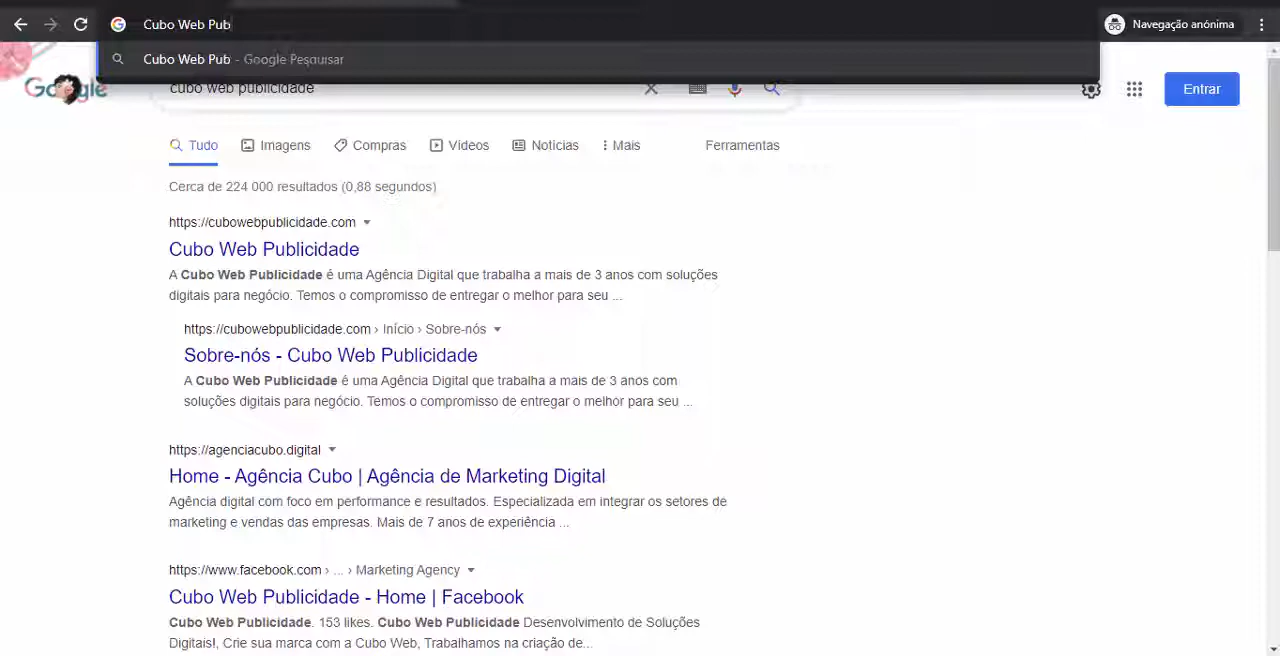 Cubo Web Pub
Navegação anónima
Cubo Web Pub - Google Pesquisar
Google
cubo web publicidade
Entrar
Tudo
Imagens
Compras
Vídeos
Notícias
Mais
Ferramentas
Cerca de 224 000 resultados (0,88 segundos)
https://cubowebpublicidade.com
Cubo Web Publicidade
A Cubo Web Publicidade é uma Agência Digital que trabalha a mais de 3 anos com soluções
digitais para negócio. Temos o compromisso de entregar o melhor para seu ...
https://cubowebpublicidade.com › Início › Sobre-nós
Sobre-nós - Cubo Web Publicidade
A Cubo Web Publicidade é uma Agência Digital que trabalha a mais de 3 anos com
soluções digitais para negócio. Temos o compromisso de entregar o melhor para seu ...
https://agenciacubo.digital
Home - Agência Cubo | Agência de Marketing Digital
Agência digital com foco em performance e resultados. Especializada em integrar os setores de
marketing e vendas das empresas. Mais de 7 anos de experiência ...
https://www.facebook.com › ... › Marketing Agency
Cubo Web Publicidade - Home | Facebook
Cubo Web Publicidade. 153 likes. Cubo Web Publicidade Desenvolvimento de Soluções
Digitais!, Crie sua marca com a Cubo Web, Trabalhamos na criação de...